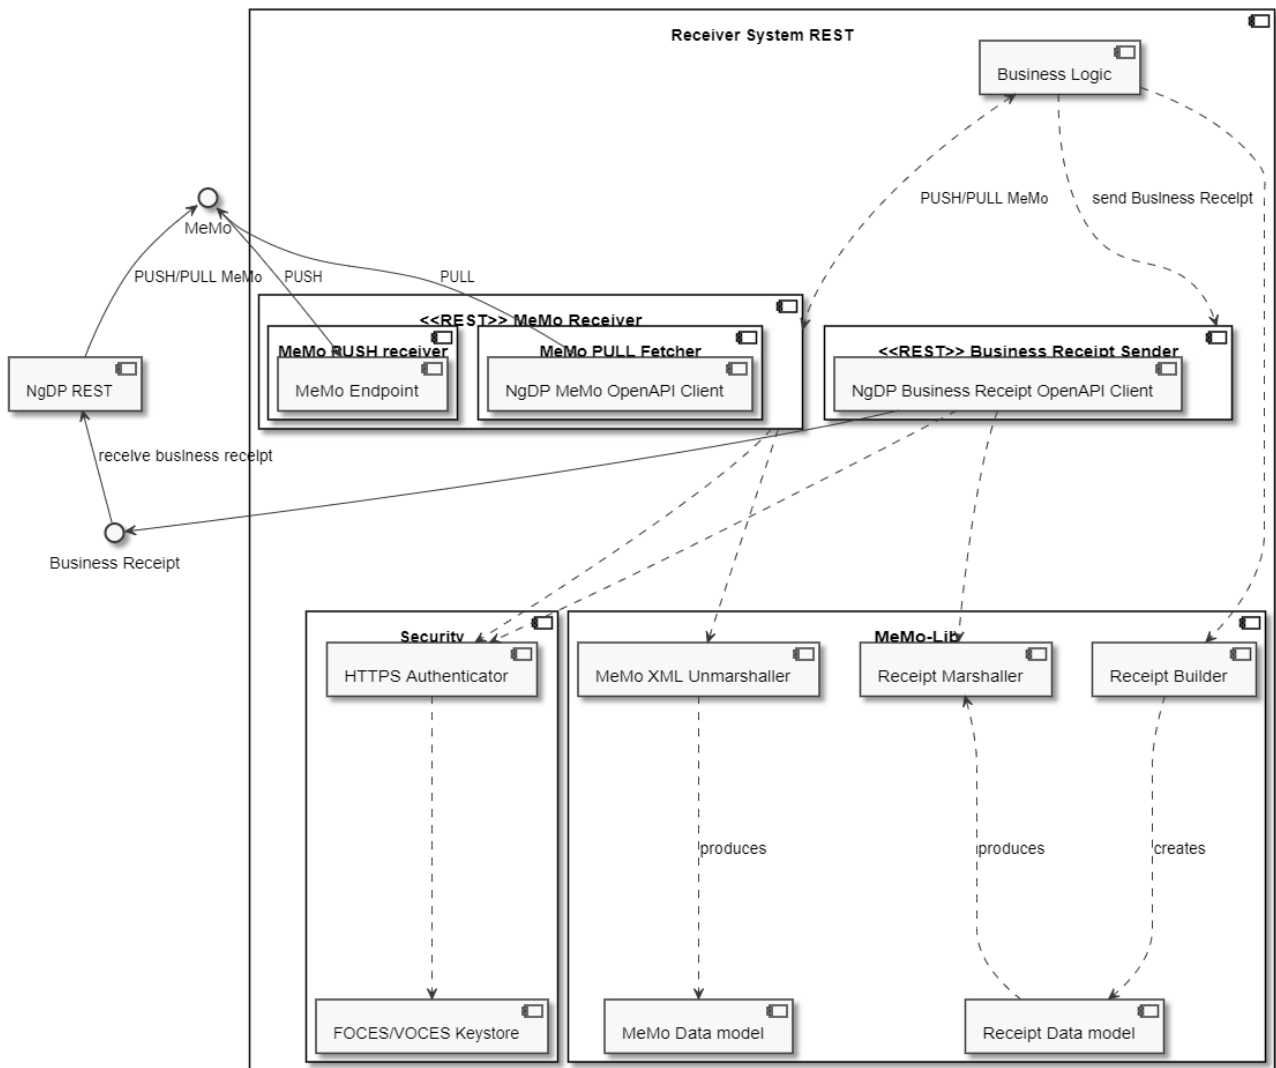 Receiver System REST
Business Logic
PUSH/PULL MeMo
send Business Receipt
MeMo
PUSH/PULL MeMo
PUSH
PULL
<<REST>> MeMo Receiver
MeMo PUSH receiver
MeMo PULL Fetcher
<<REST>> Business Receipt Sender
NgDP REST
MeMo Endpoint
NgDP MeMo OpenAPI Client
NgDP Business Receipt OpenAPI Client
receive business receipt
Business Receipt
Security
MeMo-Lib
HTTPS Authenticator
MeMo XML Unmarshaller
Receipt Marshaller
Receipt Builder
produces
produces
creates
FOCES/VOCES Keystore
MeMo Data model
Receipt Data model